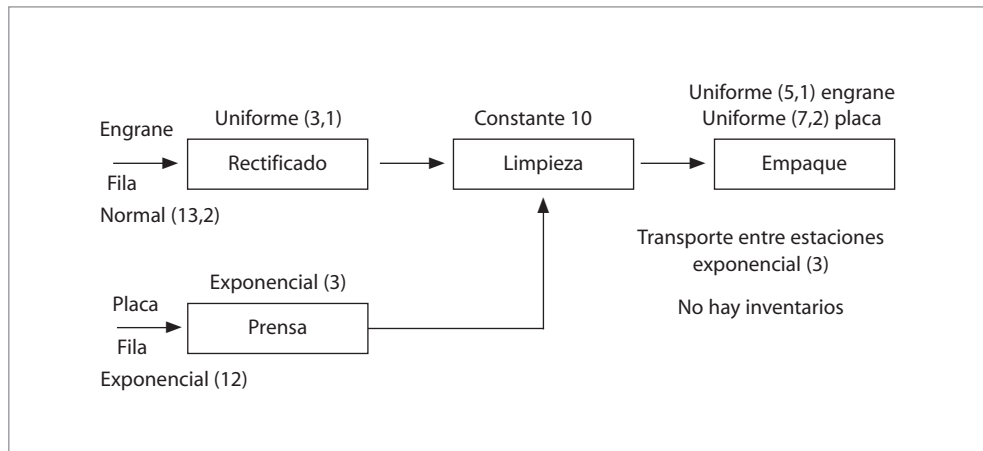 Engrane
Fila
Normal (13,2)
Uniforme (3,1)
Rectificado
Constante 10
Limpieza
Uniforme (5,1) engrane
Uniforme (7,2) placa
Empaque
Transporte entre estaciones
exponencial (3)
No hay inventarios
Placa
Fila
Exponencial (12)
Exponencial (3)
Prensa